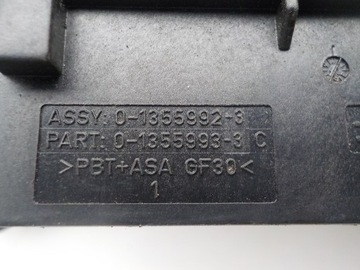 ASSY: 0-1355992-3
PART: 0-1355993-3 C
>PBT+ASA GF30<
1